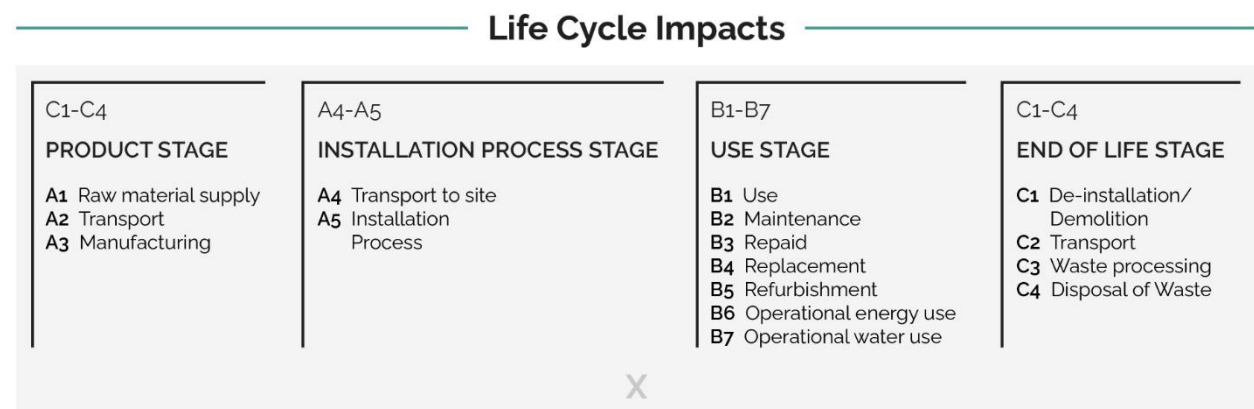 Life Cycle Impacts
C1-C4
PRODUCT STAGE
A1 Raw material supply
A2 Transport
A3 Manufacturing
A4-A5
INSTALLATION PROCESS STAGE
A4 Transport to site
A5 Installation
Process
B1-B7
USE STAGE
B1 Use
B2 Maintenance
B3 Repaid
B4 Replacement
B5 Refurbishment
B6 Operational energy use
B7 Operational water use
C1-C4
END OF LIFE STAGE
C1 De-installation/
Demolition
C2 Transport
C3 Waste processing
C4 Disposal of Waste
X